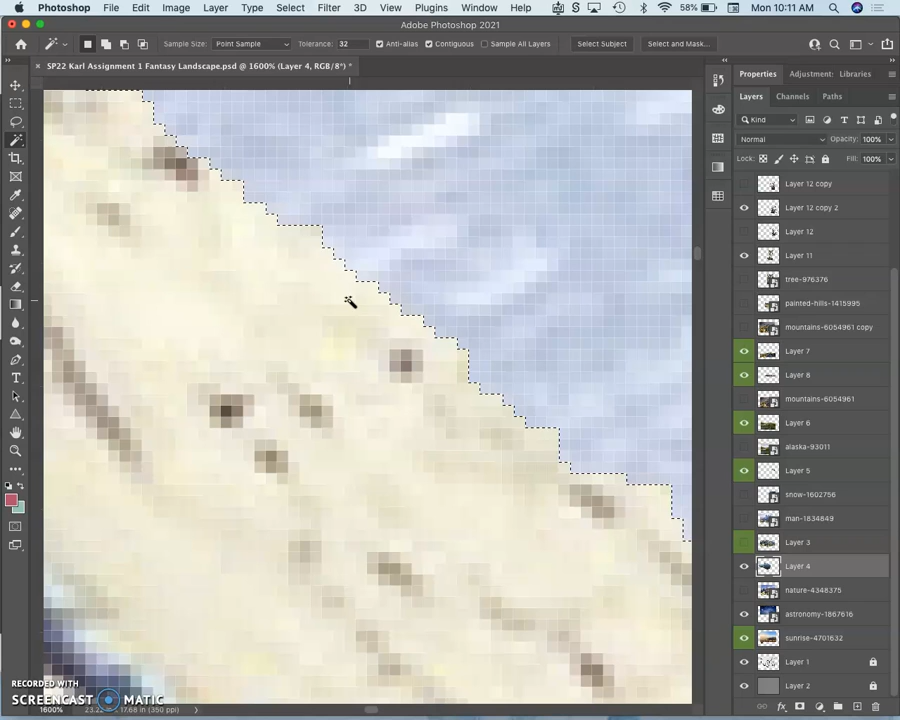 Photoshop File Edit Image Layer Type Select Filter 3D View Plugins Window Help 58% Mon 10:11 AM
Adobe Photoshop 2021
Sample Size: Point Sample Tolerance: 32 Anti-alias Contiguous Sample All Layers Select Subject Select and Mask...
× SP22 Karl Assignment 1 Fantasy Landscape.psd @ 1600% (Layer 4, RGB/8*) *
Properties Adjustments Libraries
Layers Channels Paths
Kind
Normal Opacity: 100%
Lock: Fill: 100%
Layer 12 copy
Layer 12 copy 2
Layer 12
Layer 11
tree-976376
painted-hills-1415995
mountains-6054961 copy
Layer 7
Layer 8
mountains-6054961
Layer 6
alaska-93011
Layer 5
snow-1602756
man-1834849
Layer 3
Layer 4
nature-4348375
astronomy-1867616
sunrise-4701632
Layer 1
Layer 2
RECORDED WITH
SCREENCAST MATIC
1600% 17.68 in (350 ppi)
fx